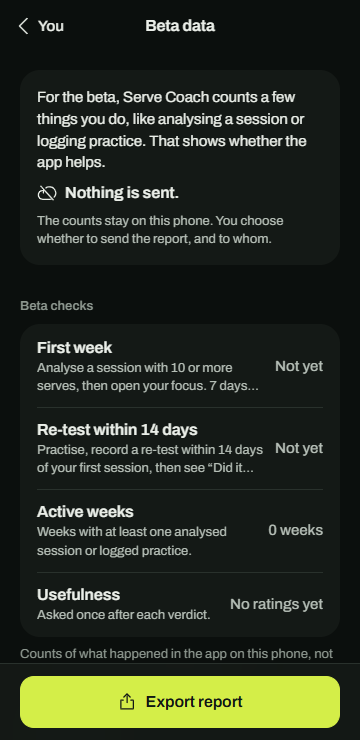 You
Beta data
For the beta, Serve Coach counts a few
things you do, like analysing a session or
logging practice. That shows whether the
app helps.
Nothing is sent.
The counts stay on this phone. You choose
whether to send the report, and to whom.
Beta checks
First week
Analyse a session with 10 or more
serves, then open your focus. 7 days...
Not yet
Re-test within 14 days
Practise, record a re-test within 14 days
of your first session, then see “Did it...
Not yet
Active weeks
Weeks with at least one analysed
session or logged practice.
0 weeks
Usefulness
Asked once after each verdict.
No ratings yet
Counts of what happened in the app on this phone, not
Export report